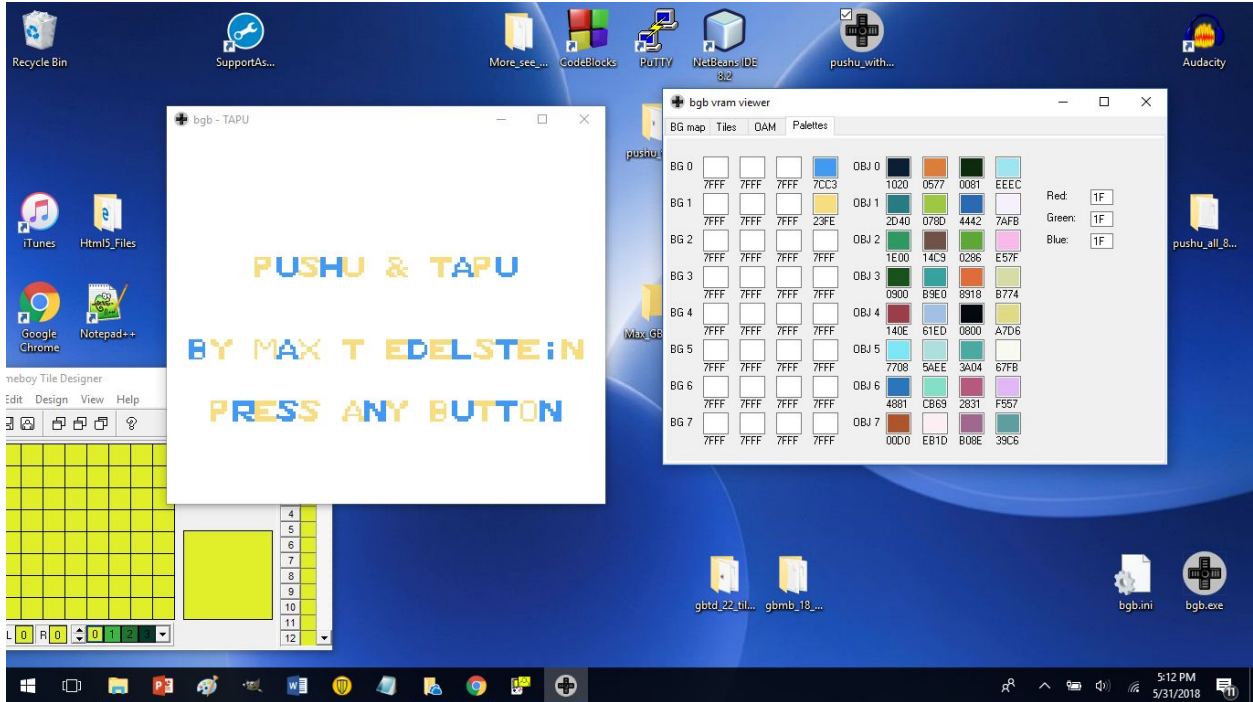 Recycle Bin
SupportAs...
More_see_...
CodeBlocks
PuTTY
NetBeans IDE
8.2
pushu_with...
Audacity
iTunes
Html5_Files
Google
Chrome
Notepad++
pushu_all_8...
bgb - TAPU
PUSHU & TAPU
BY MAX T EDELSTEiN
PRESS ANY BUTTON
meboy Tile Designer
Edit Design View Help
4
5
6
7
8
9
10
11
12
L 0 R 0 0 1 2 3
bgb vram viewer
BG map Tiles OAM Palettes
BG 0 7FFF 7FFF 7FFF 7CC3 OBJ 0 1020 0577 0081 EEEC
BG 1 7FFF 7FFF 7FFF 23FE OBJ 1 2D40 078D 4442 7AFB
BG 2 7FFF 7FFF 7FFF 7FFF OBJ 2 1E00 14C9 0286 E57F
BG 3 7FFF 7FFF 7FFF 7FFF OBJ 3 0900 B9E0 8918 B774
BG 4 7FFF 7FFF 7FFF 7FFF OBJ 4 140E 61ED 0800 A7D6
BG 5 7FFF 7FFF 7FFF 7FFF OBJ 5 7708 5AEE 3A04 67FB
BG 6 7FFF 7FFF 7FFF 7FFF OBJ 6 4881 CB69 2831 F557
BG 7 7FFF 7FFF 7FFF 7FFF OBJ 7 00D0 EB1D B08E 39C6
Red: 1F
Green: 1F
Blue: 1F
pushu_
Max_GB
gbtd_22_til...
gbmb_18_...
bgb.ini
bgb.exe
5:12 PM
5/31/2018
11